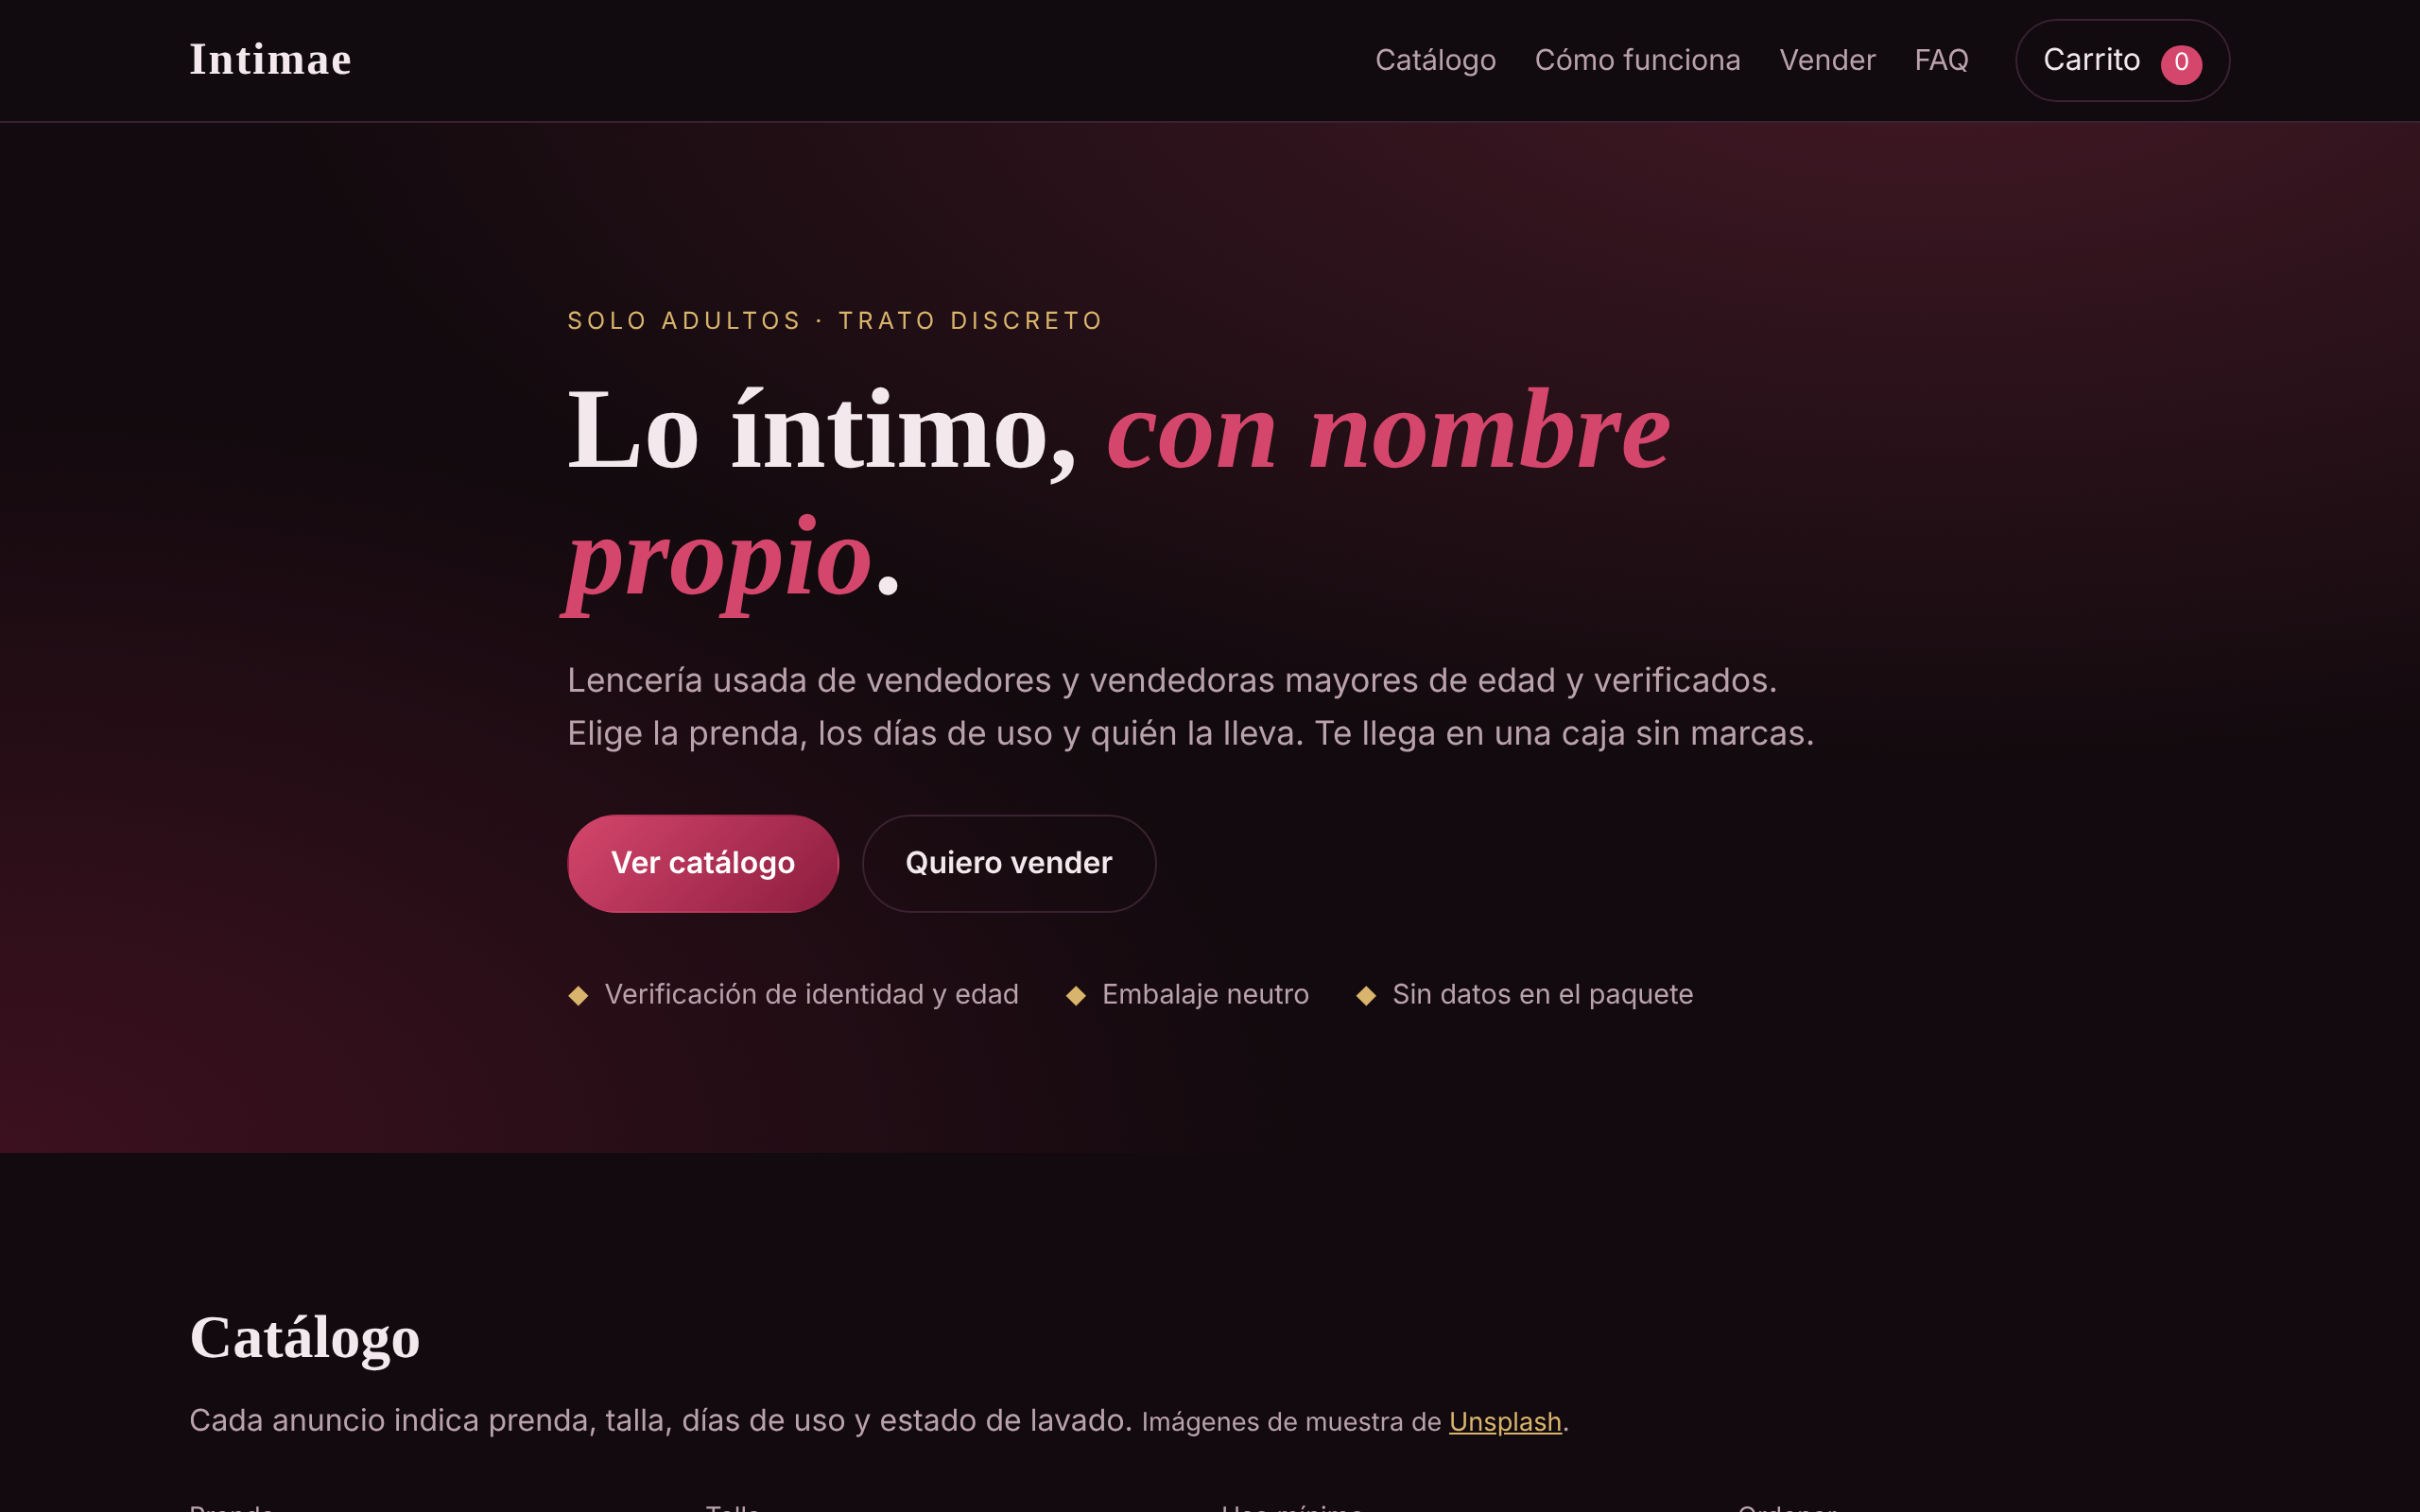 Intimae
Catálogo Cómo funciona Vender FAQ Carrito 0
SOLO ADULTOS · TRATO DISCRETO
Lo íntimo, con nombre
propio.
Lencería usada de vendedores y vendedoras mayores de edad y verificados.
Elige la prenda, los días de uso y quién la lleva. Te llega en una caja sin marcas.
Ver catálogo Quiero vender
◆ Verificación de identidad y edad ◆ Embalaje neutro ◆ Sin datos en el paquete
Catálogo
Cada anuncio indica prenda, talla, días de uso y estado de lavado. Imágenes de muestra de Unsplash.